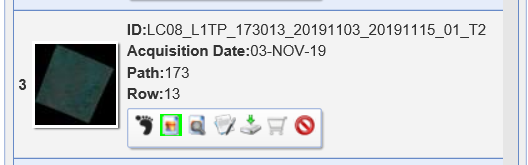 3
ID:LC08_L1TP_173013_20191103_20191115_01_T2
Acquisition Date:03-NOV-19
Path:173
Row:13